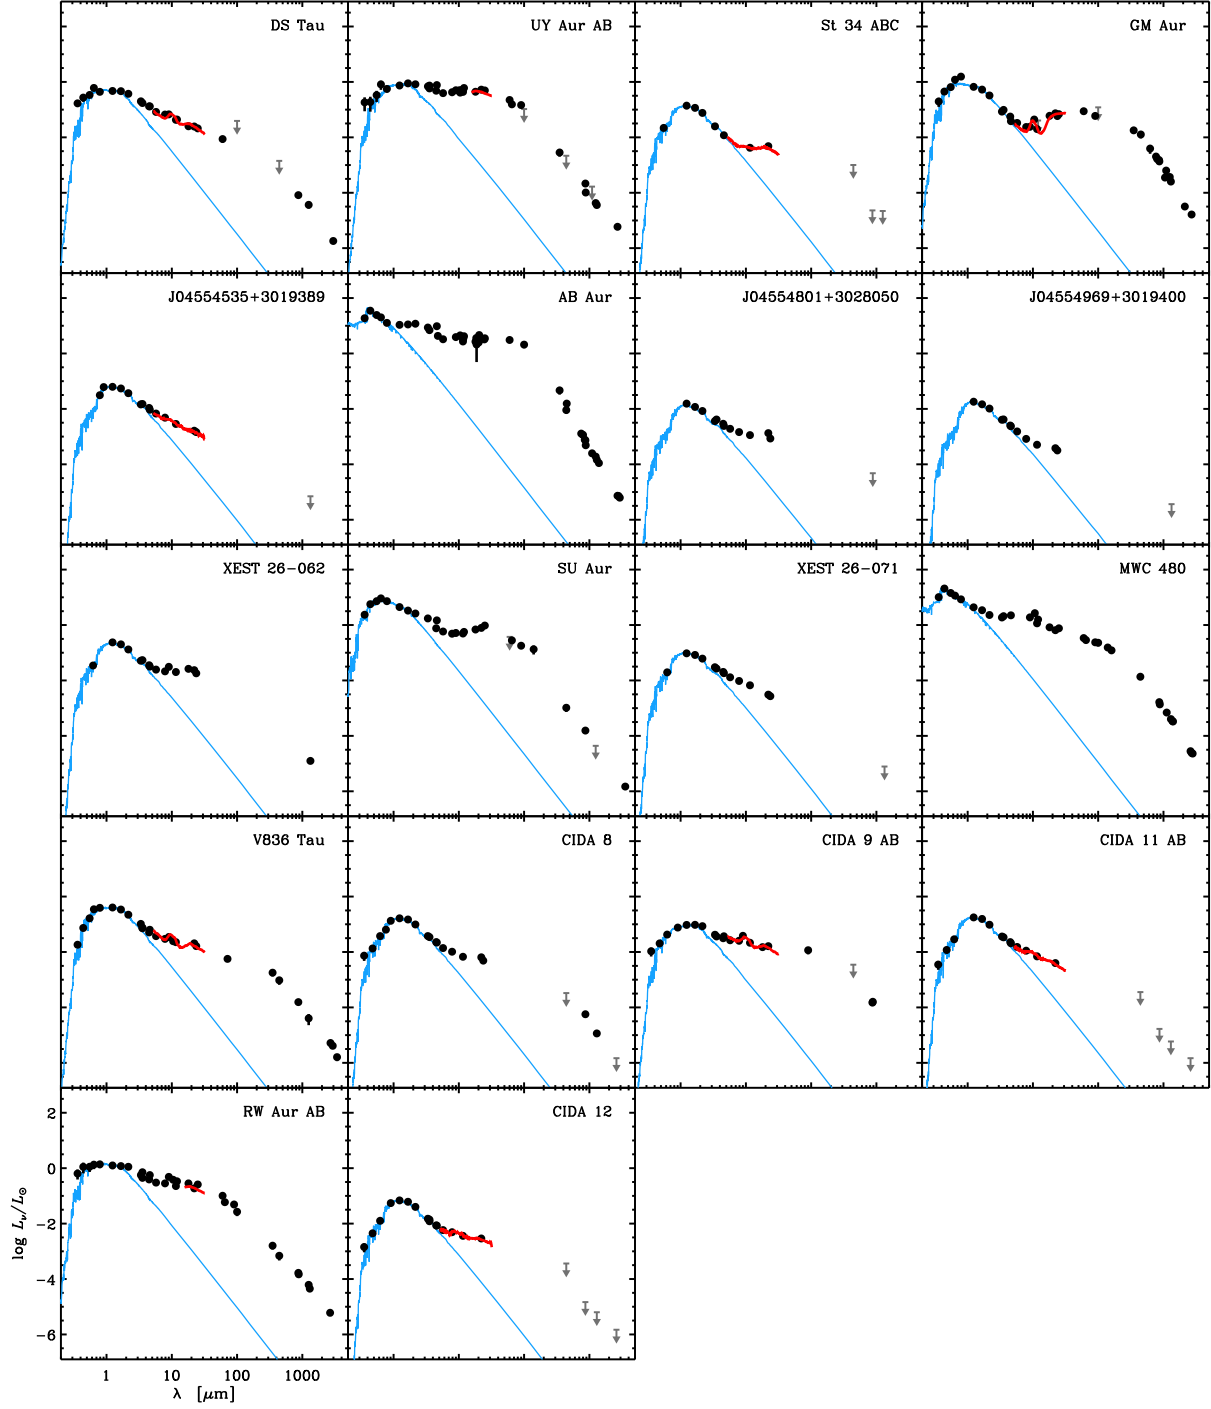 DS Tau
UY Aur AB
St 34 ABC
GM Aur
J04554535+3019389
AB Aur
J04554801+3028050
J04554969+3019400
XEST 26-062
SU Aur
XEST 26-071
MWC 480
V836 Tau
CIDA 8
CIDA 9 AB
CIDA 11 AB
RW Aur AB
CIDA 12
2
0
-2
-4
-6
log Lν/L⊙
1 10 100 1000
λ [μm]